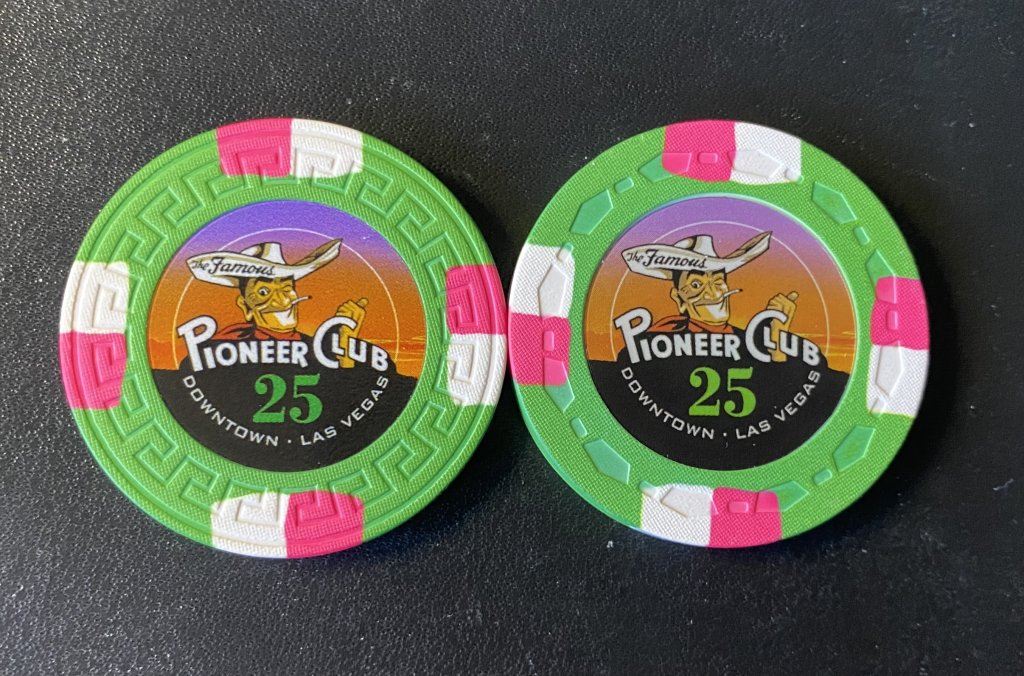 The Famous
PIONEER CLUB
25
DOWNTOWN · LAS VEGAS
The Famous
PIONEER CLUB
25
DOWNTOWN · LAS VEGAS